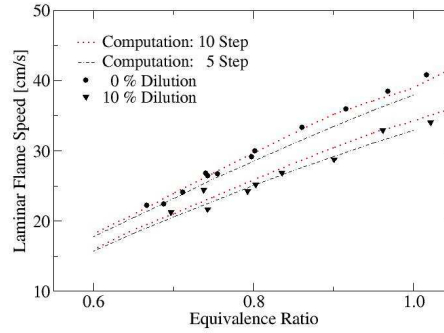 50
40
30
20
10
Laminar Flame Speed [cm/s]
Computation: 10 Step
Computation: 5 Step
0 % Dilution
10 % Dilution
0.6
0.8
1.0
Equivalence Ratio